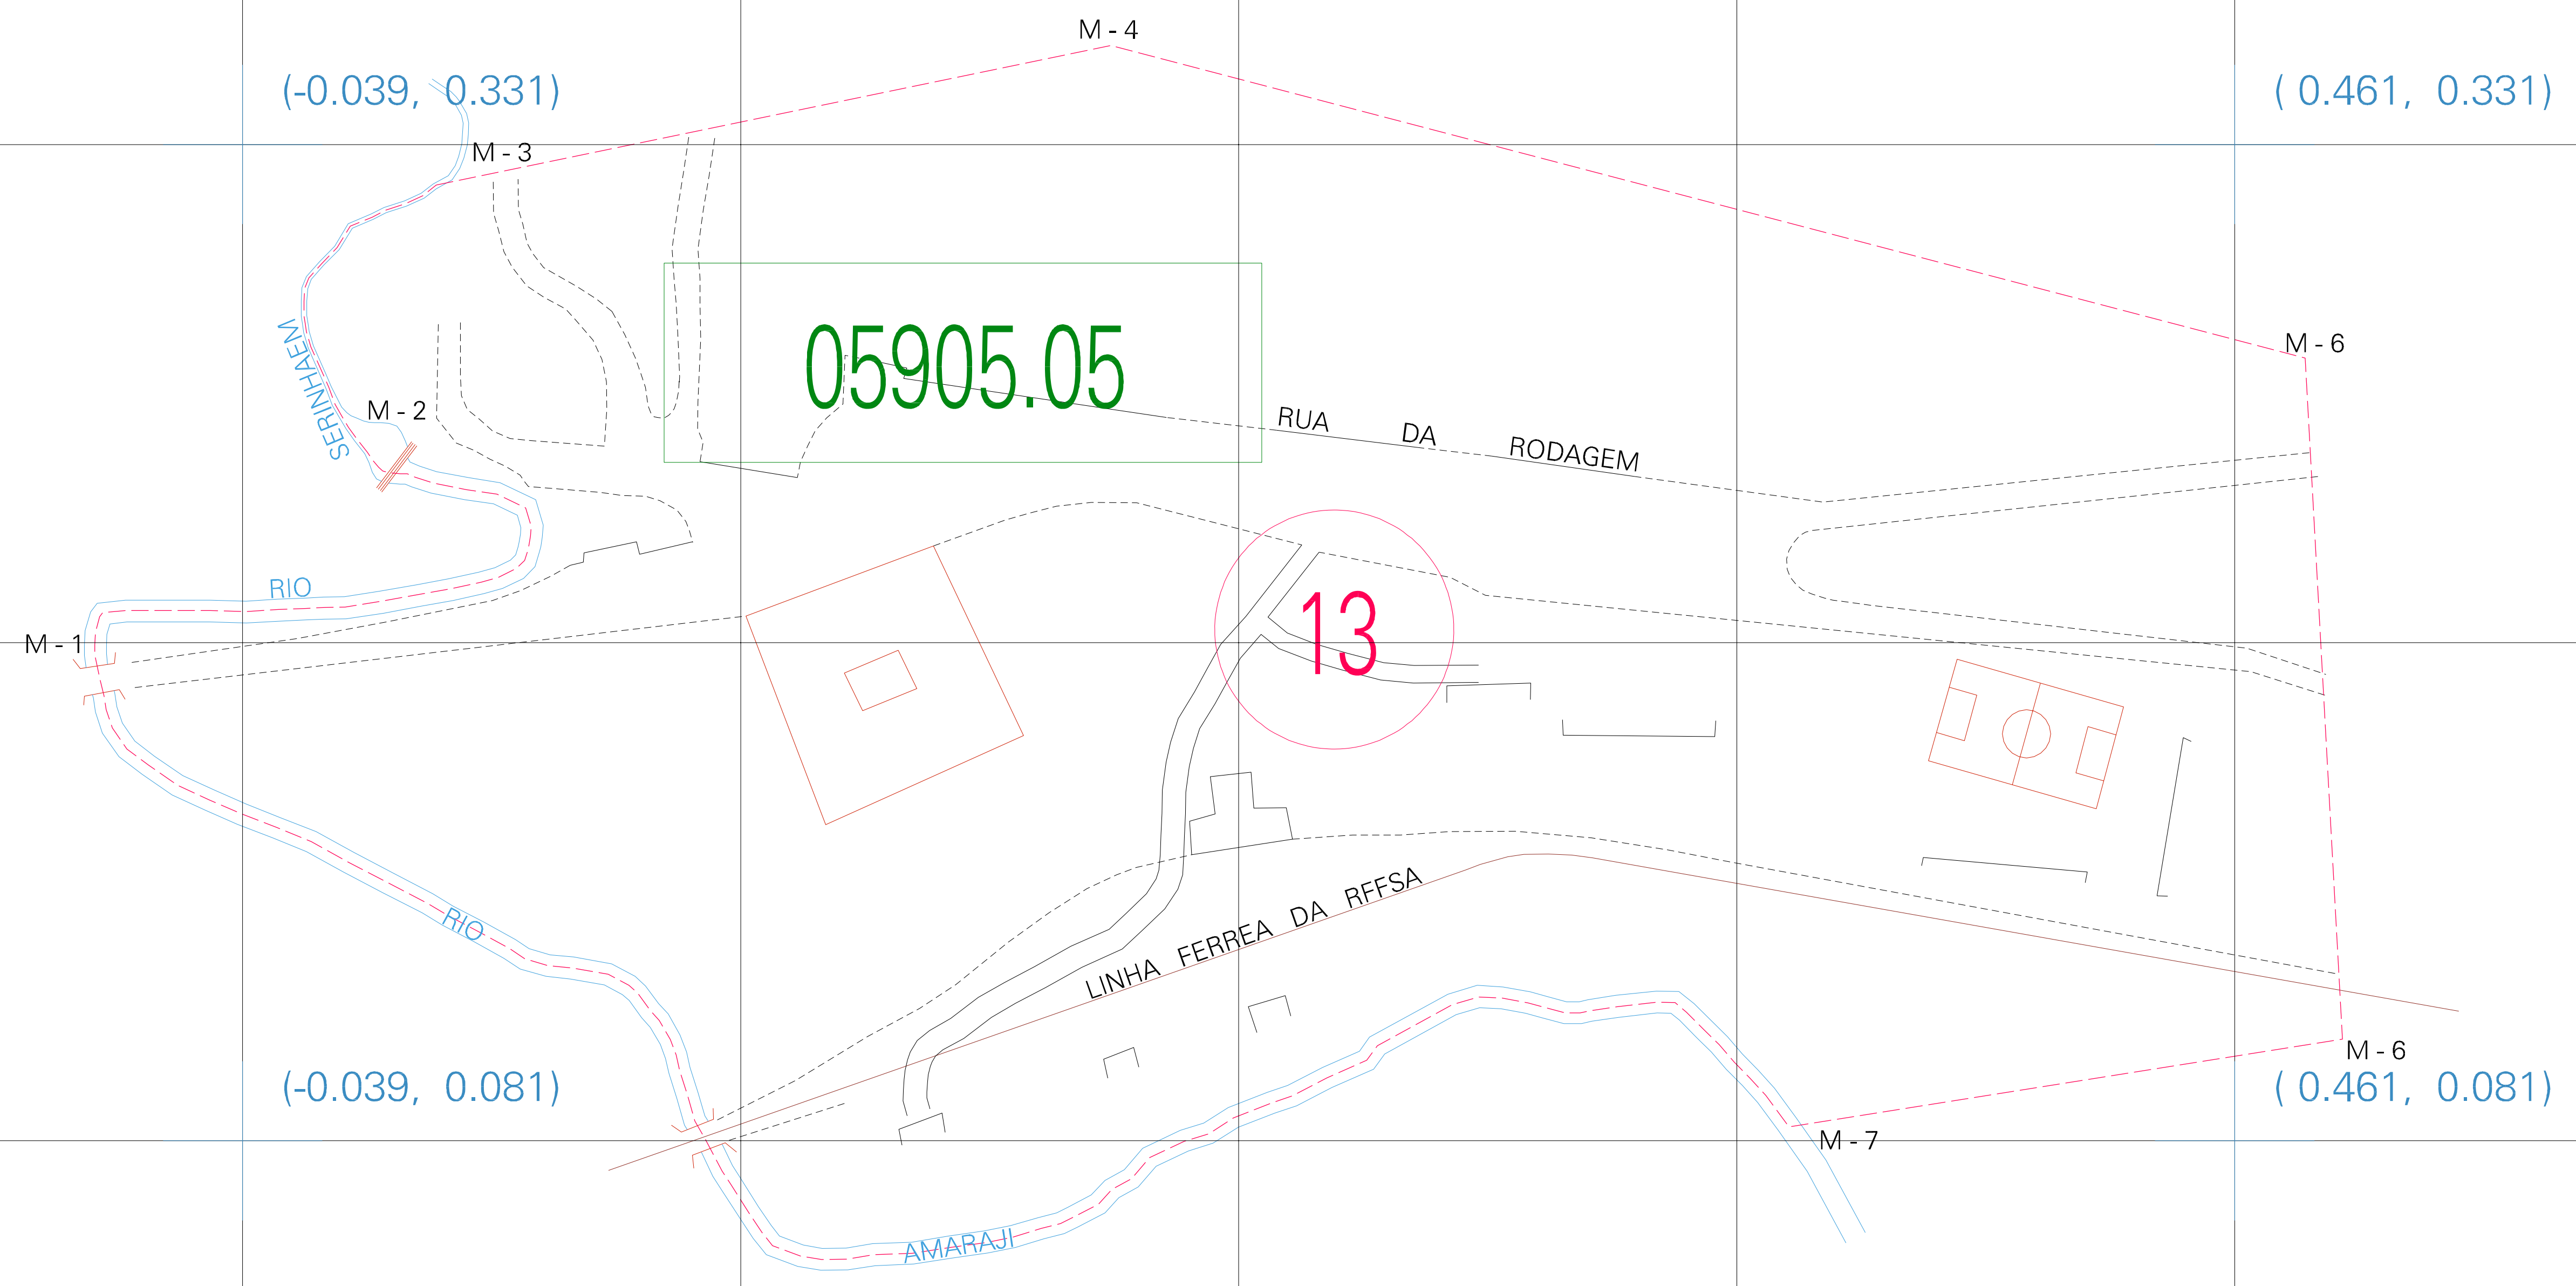 M - 4
(-0.039, 0.331)
( 0.461, 0.331)
M - 3
M - 6
05905.05
SERINHAEM
M - 2
RUA DA RODAGEM
RIO
13
M - 1
RIO
LINHA FERREA DA RFFSA
M - 6
(-0.039, 0.081)
( 0.461, 0.081)
M - 7
AMARAJI